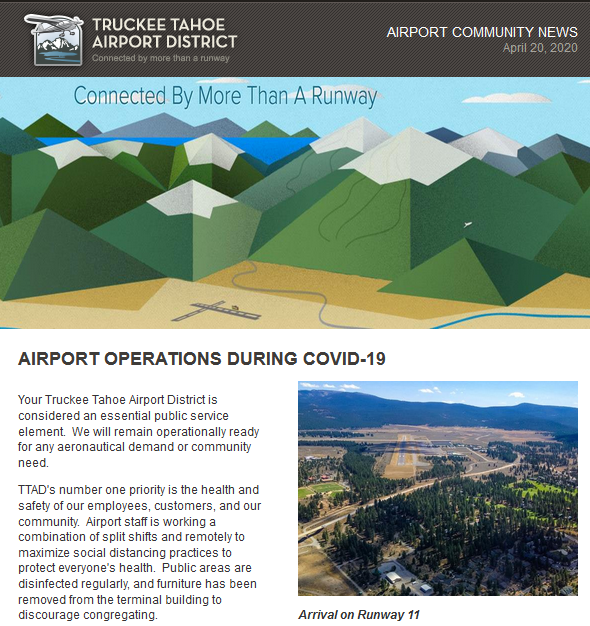 TRUCKEE TAHOE
AIRPORT DISTRICT
Connected by more than a runway
AIRPORT COMMUNITY NEWS
April 20, 2020
Connected By More Than A Runway
AIRPORT OPERATIONS DURING COVID-19
Your Truckee Tahoe Airport District is
considered an essential public service
element.  We will remain operationally ready
for any aeronautical demand or community
need.
TTAD's number one priority is the health and
safety of our employees, customers, and our
community.  Airport staff is working a
combination of split shifts and remotely to
maximize social distancing practices to
protect everyone's health.  Public areas are
disinfected regularly, and furniture has been
removed from the terminal building to
discourage congregating.
Arrival on Runway 11